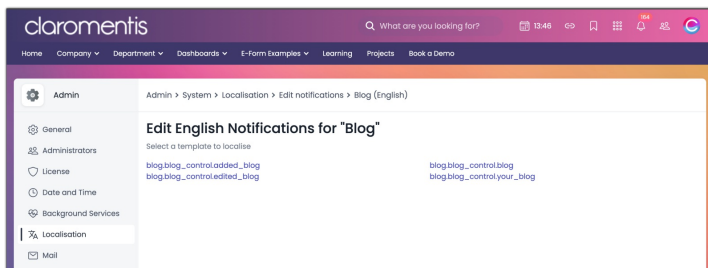 claromentis
What are you looking for?
13:46
164
Home Company Department Dashboards E-Form Examples Learning Projects Book a Demo
Admin
Admin > System > Localisation > Edit notifications > Blog (English)
General
Administrators
License
Date and Time
Background Services
Localisation
Mail
Edit English Notifications for "Blog"
Select a template to localise
blog.blog_control.added_blog
blog.blog_control.blog
blog.blog_control.edited_blog
blog.blog_control.your_blog